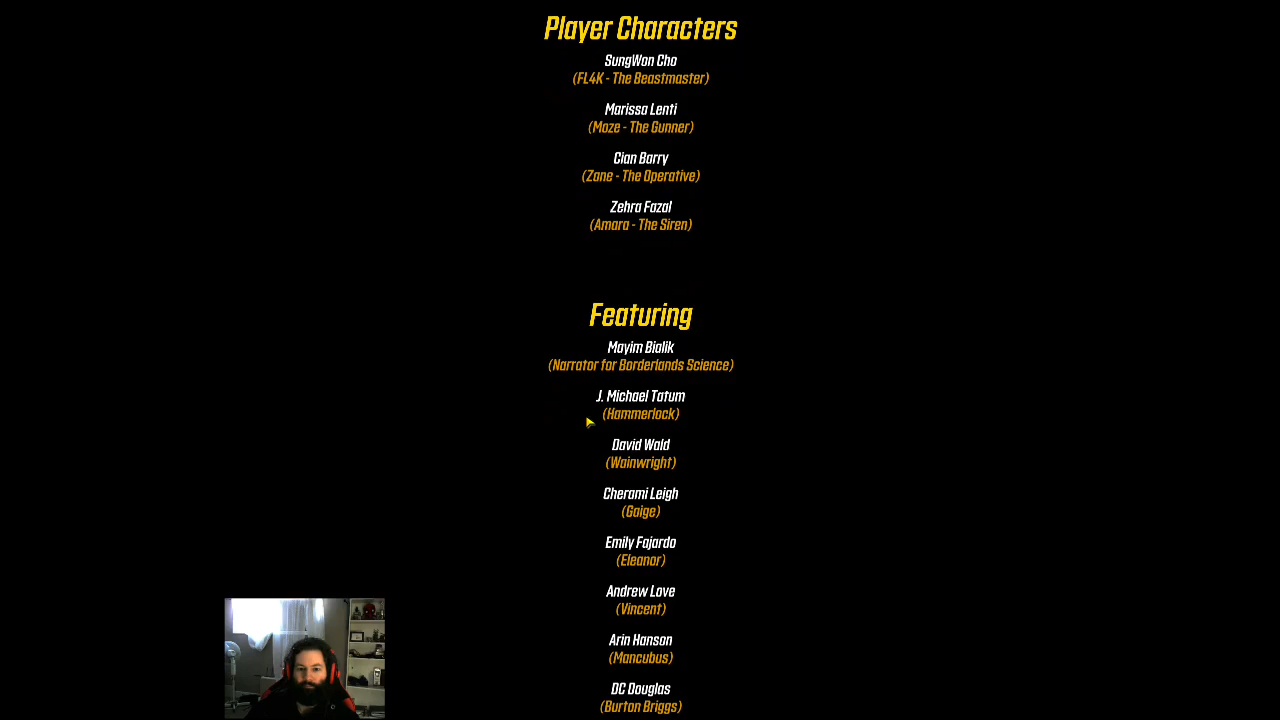 Player Characters
SungWon Cho
(FL4K - The Beastmaster)
Marissa Lenti
(Moze - The Gunner)
Cian Barry
(Zane - The Operative)
Zehra Fazal
(Amara - The Siren)
Featuring
Mayim Bialik
(Narrator for Borderlands Science)
J. Michael Tatum
(Hammerlock)
David Wald
(Wainwright)
Cherami Leigh
(Gaige)
Emily Fajardo
(Eleanor)
Andrew Love
(Vincent)
Arin Hanson
(Mancubus)
DC Douglas
(Burton Briggs)